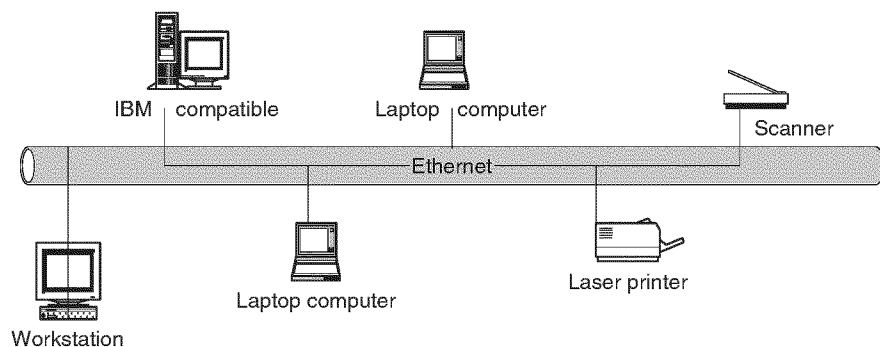 IBM compatible
Laptop computer
Scanner
Ethernet
Laptop computer
Laser printer
Workstation